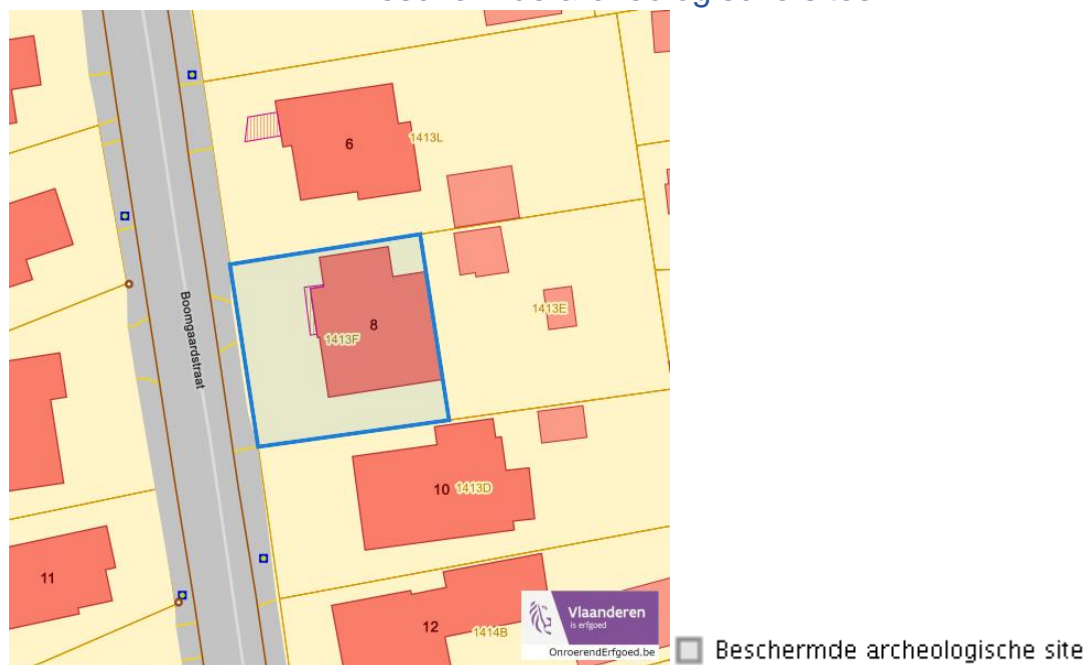 6
1413L
Boomgaardstraat
8
1413F
1413E
10
1413D
11
12
1414B
Vlaanderen
is erfgoed
OnroerendErfgoed.be
Beschermde archeologische site